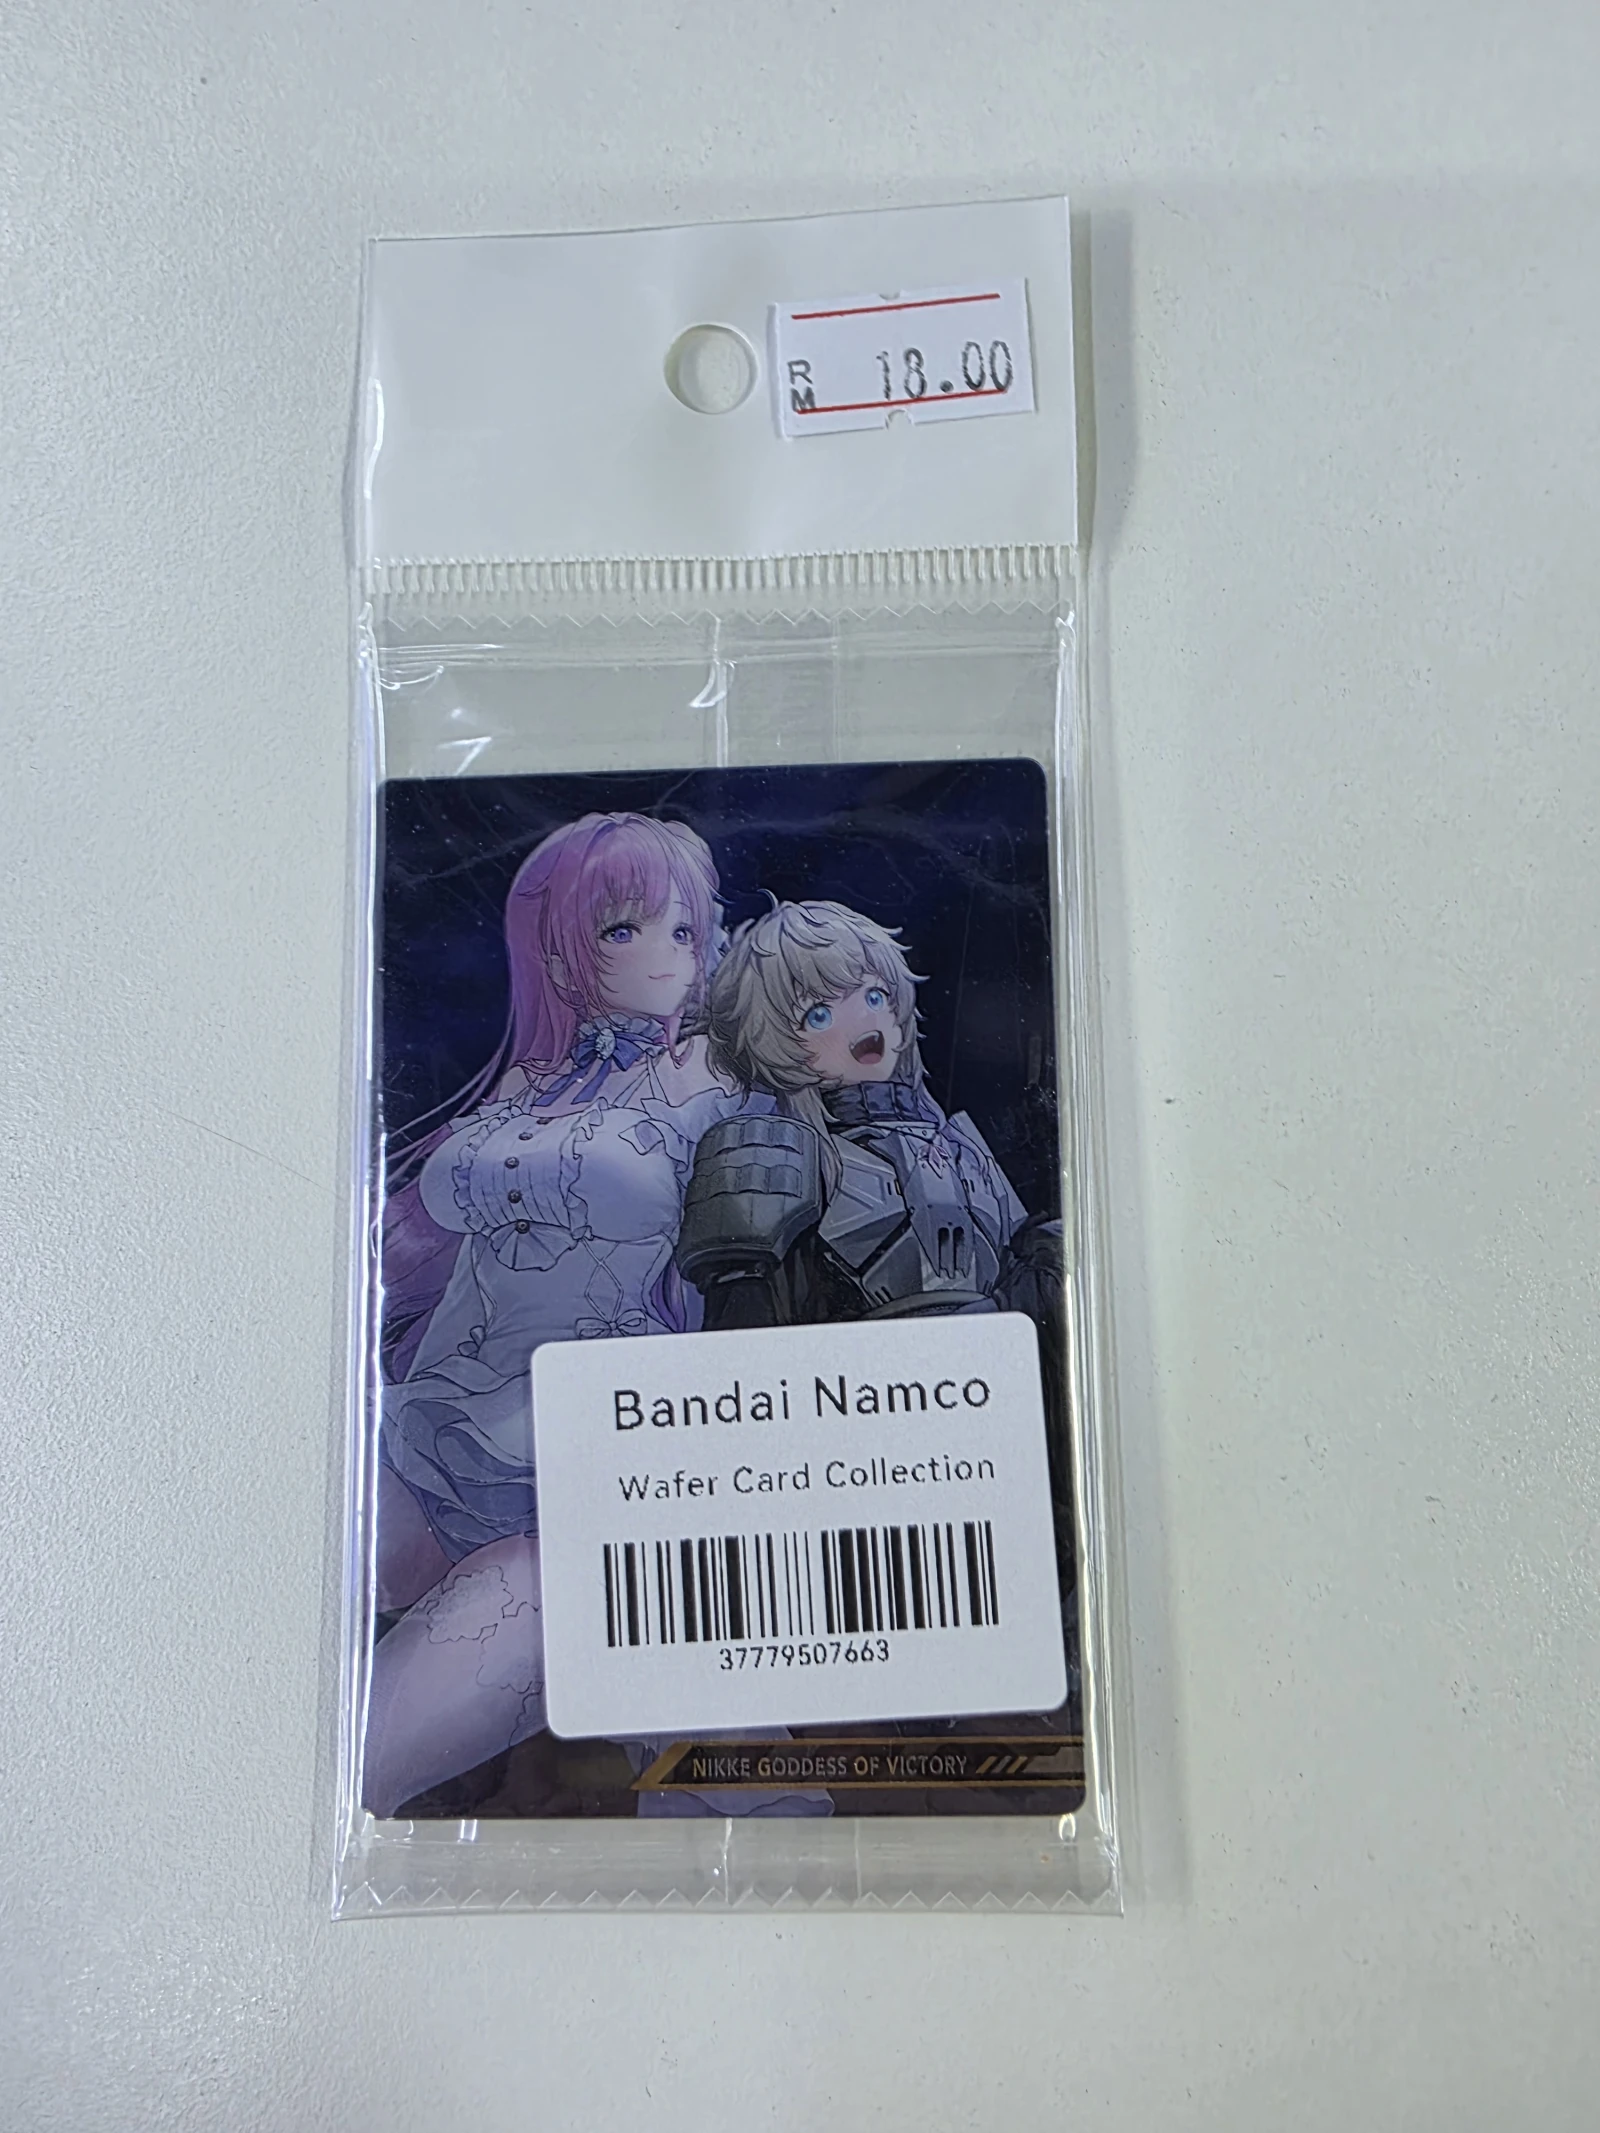 RM 18.00
Bandai Namco
Wafer Card Collection
37779507663
NIKKE GODDESS OF VICTORY